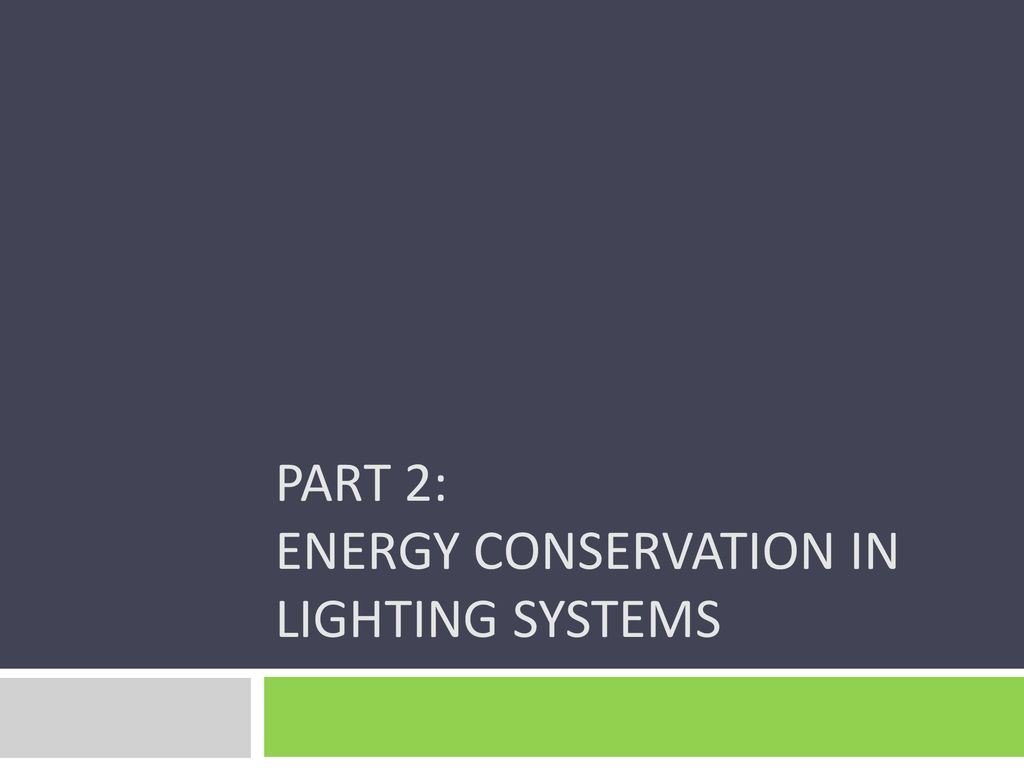 PART 2:
ENERGY CONSERVATION IN
LIGHTING SYSTEMS